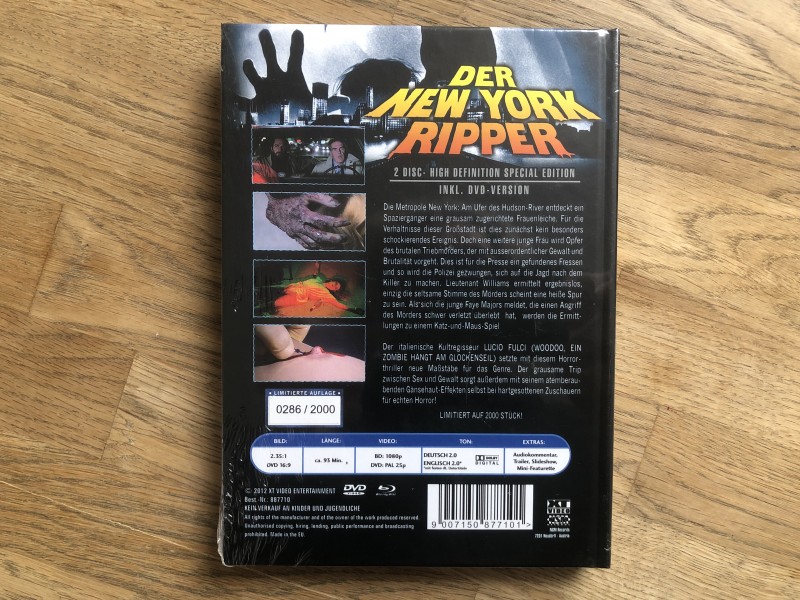 DER
NEW YORK
RIPPER
2 DISC- HIGH DEFINITION SPECIAL EDITION
INKL. DVD-VERSION
Die Metropole New York: Am Ufer des Hudson-River entdeckt ein
Spaziergänger eine grausam zugerichtete Frauenleiche. Für die
Verhältnisse dieser Großstadt ist dies zunächst kein besonders
schockierendes Ereignis. Doch eine weitere junge Frau wird Opfer
des brutalen Triebmörders, der mit ausserordentlicher Gewalt und
Brutalität vorgeht. Dies ist für die Presse ein gefundenes Fressen
und so wird die Polizei gezwungen, sich auf die Jagd nach dem
Killer zu machen. Lieutenant Williams ermittelt ergebnislos,
einzig die seltsame Stimme des Mörders scheint eine heiße Spur
zu sein. Als sich die junge Faye Majors meldet, die einen Angriff
des Mörders schwer verletzt überlebt hat, werden die Ermitt-
lungen zu einem Katz-und-Maus-Spiel
Der italienische Kultregisseur LUCIO FULCI (WOODOO, EIN
ZOMBIE HANGT AM GLOCKENSEIL) setzte mit diesem Horror-
thriller neue Maßstäbe für das Genre. Der grausame Trip
zwischen Sex und Gewalt sorgt außerdem mit seinem atemberau-
benden Gänsehaut-Effekten selbst bei hartgesottenen Zuschauern
für echten Horror!
LIMITIERT AUF 2000 STÜCK!
LIMITIERTE AUFLAGE
0286 / 2000
BILD: LÄNGE: VIDEO: TON: EXTRAS:
2.35:1
DVD 16:9
ca. 93 Min.
BD: 1080p
DVD: PAL 25p
DEUTSCH 2.0
ENGLISCH 2.0*
DOLBY
DIGITAL
Audiokommentar,
Trailer, Slideshow,
Mini-Featurette
© 2012 XT VIDEO ENTERTAINMENT
Best.-Nr.: 887710
KEIN VERKAUF AN KINDER UND JUGENDLICHE
All rights of the manufacturer and of the owner of the work produced reserved.
Unauthorised copying, hiring, lending, public performance and broadcasting
prohibited. Made in the EU.
DVD
Blu-ray Disc
9 007150 877101 >
XT
VIDEO